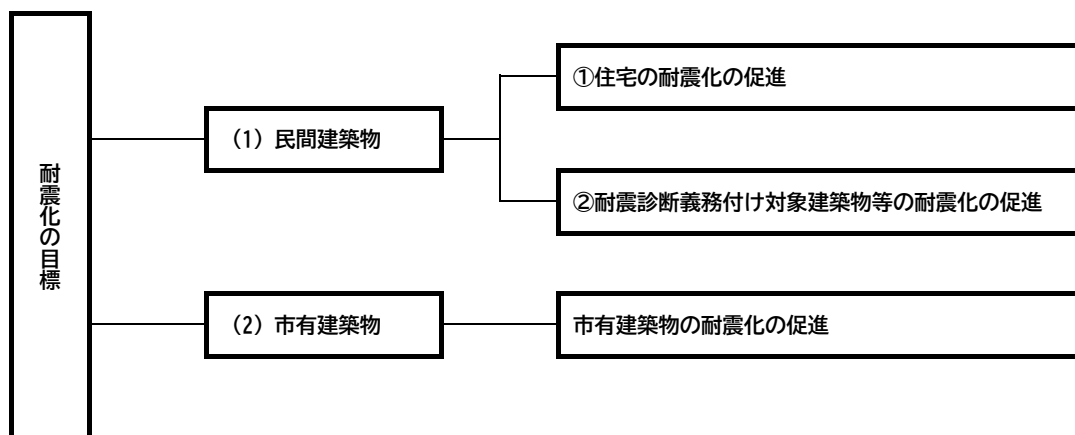 耐震化の目標
（1）民間建築物
①住宅の耐震化の促進
②耐震診断義務付け対象建築物等の耐震化の促進
（2）市有建築物
市有建築物の耐震化の促進